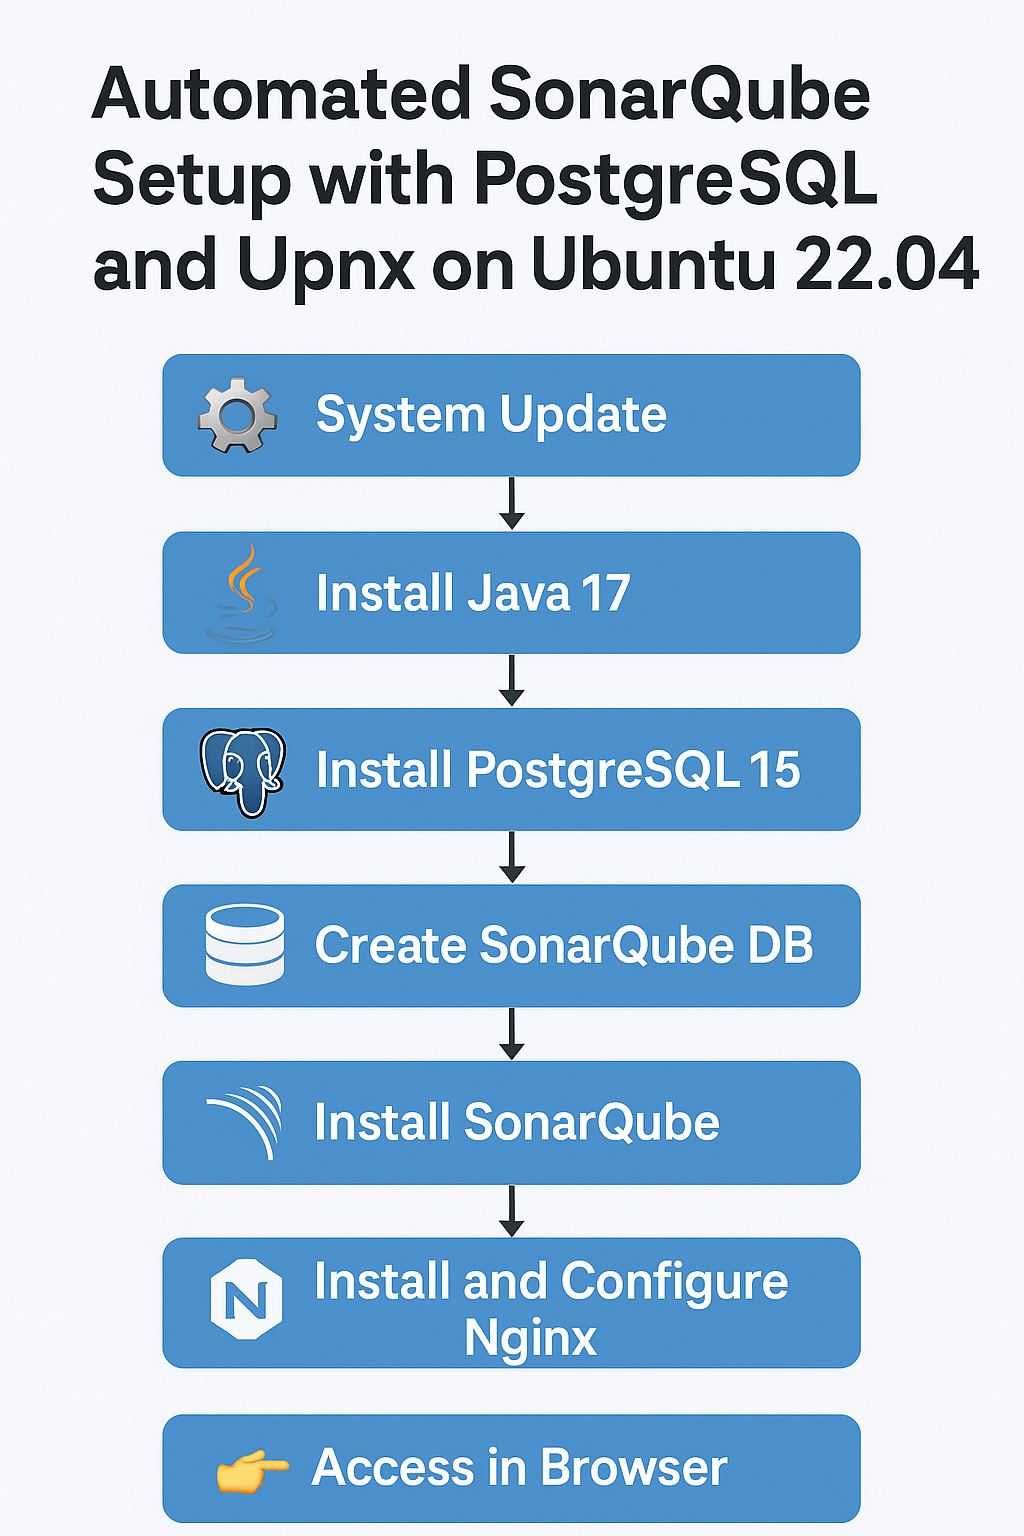 Automated SonarQube
Setup with PostgreSQL
and Upnx on Ubuntu 22.04
System Update
Install Java 17
Install PostgreSQL 15
Create SonarQube DB
Install SonarQube
N
Install and Configure
Nginx
Access in Browser